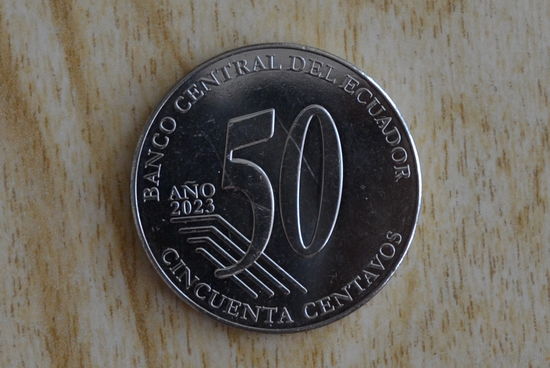 BANCO CENTRAL DEL ECUADOR
50
AÑO
2023
CINCUENTA CENTAVOS